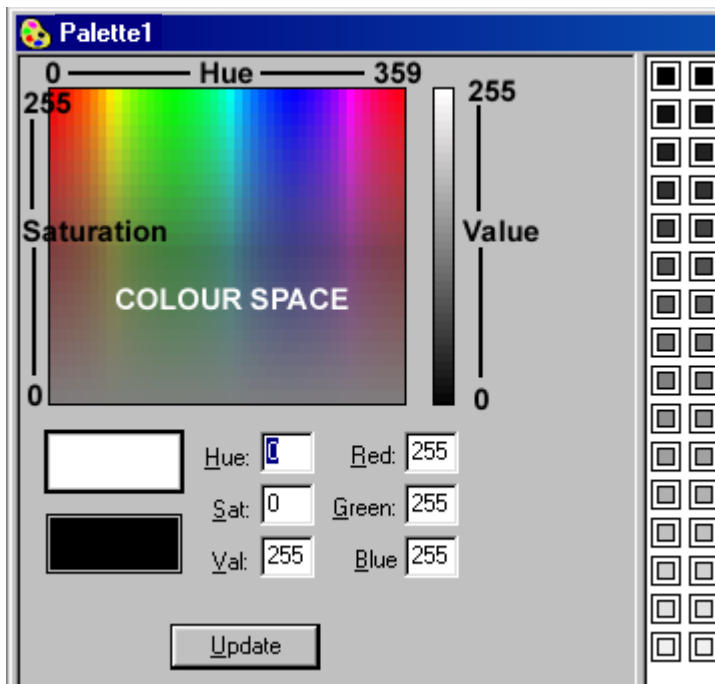 Palette1
0 Hue 359
255
255
Saturation
Value
COLOUR SPACE
0
0
Hue: 0 Red: 255
Sat: 0 Green: 255
Val: 255 Blue 255
Update